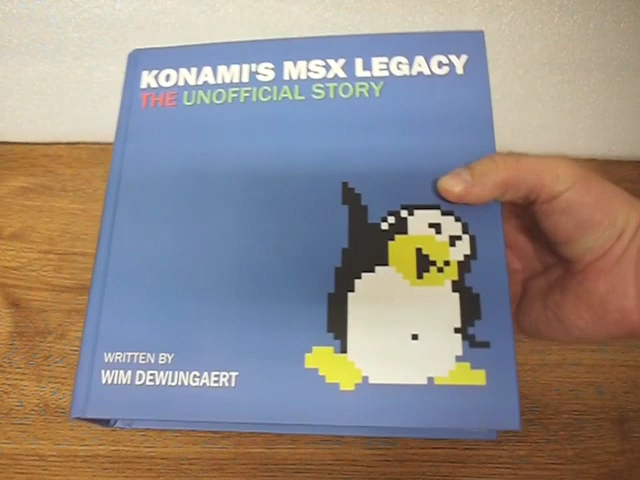 KONAMI'S MSX LEGACY
THE UNOFFICIAL STORY
WRITTEN BY
WIM DEWIJNGAERT